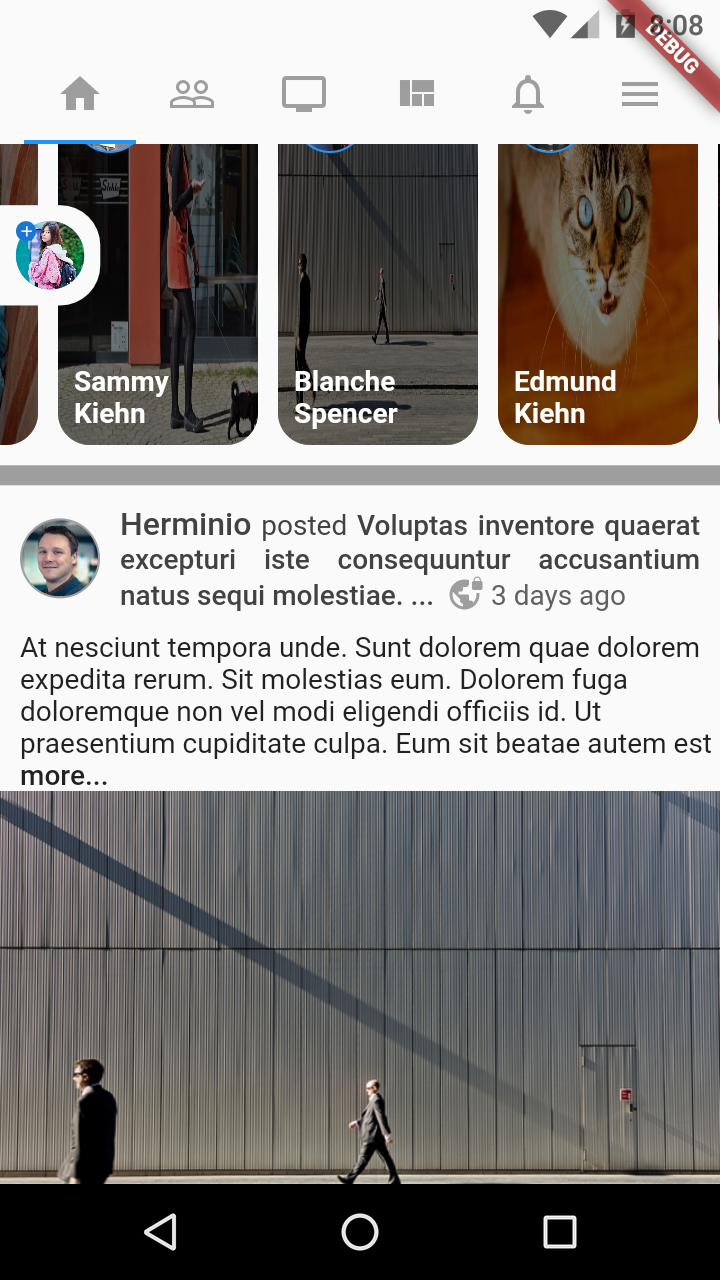 8:08
DEBUG
Sammy
Kiehn
Blanche
Spencer
Edmund
Kiehn
Herminio posted Voluptas inventore quaerat
excepturi iste consequuntur accusantium
natus sequi molestiae. ... 3 days ago
At nesciunt tempora unde. Sunt dolorem quae dolorem
expedita rerum. Sit molestias eum. Dolorem fuga
doloremque non vel modi eligendi officiis id. Ut
praesentium cupiditate culpa. Eum sit beatae autem est
more...